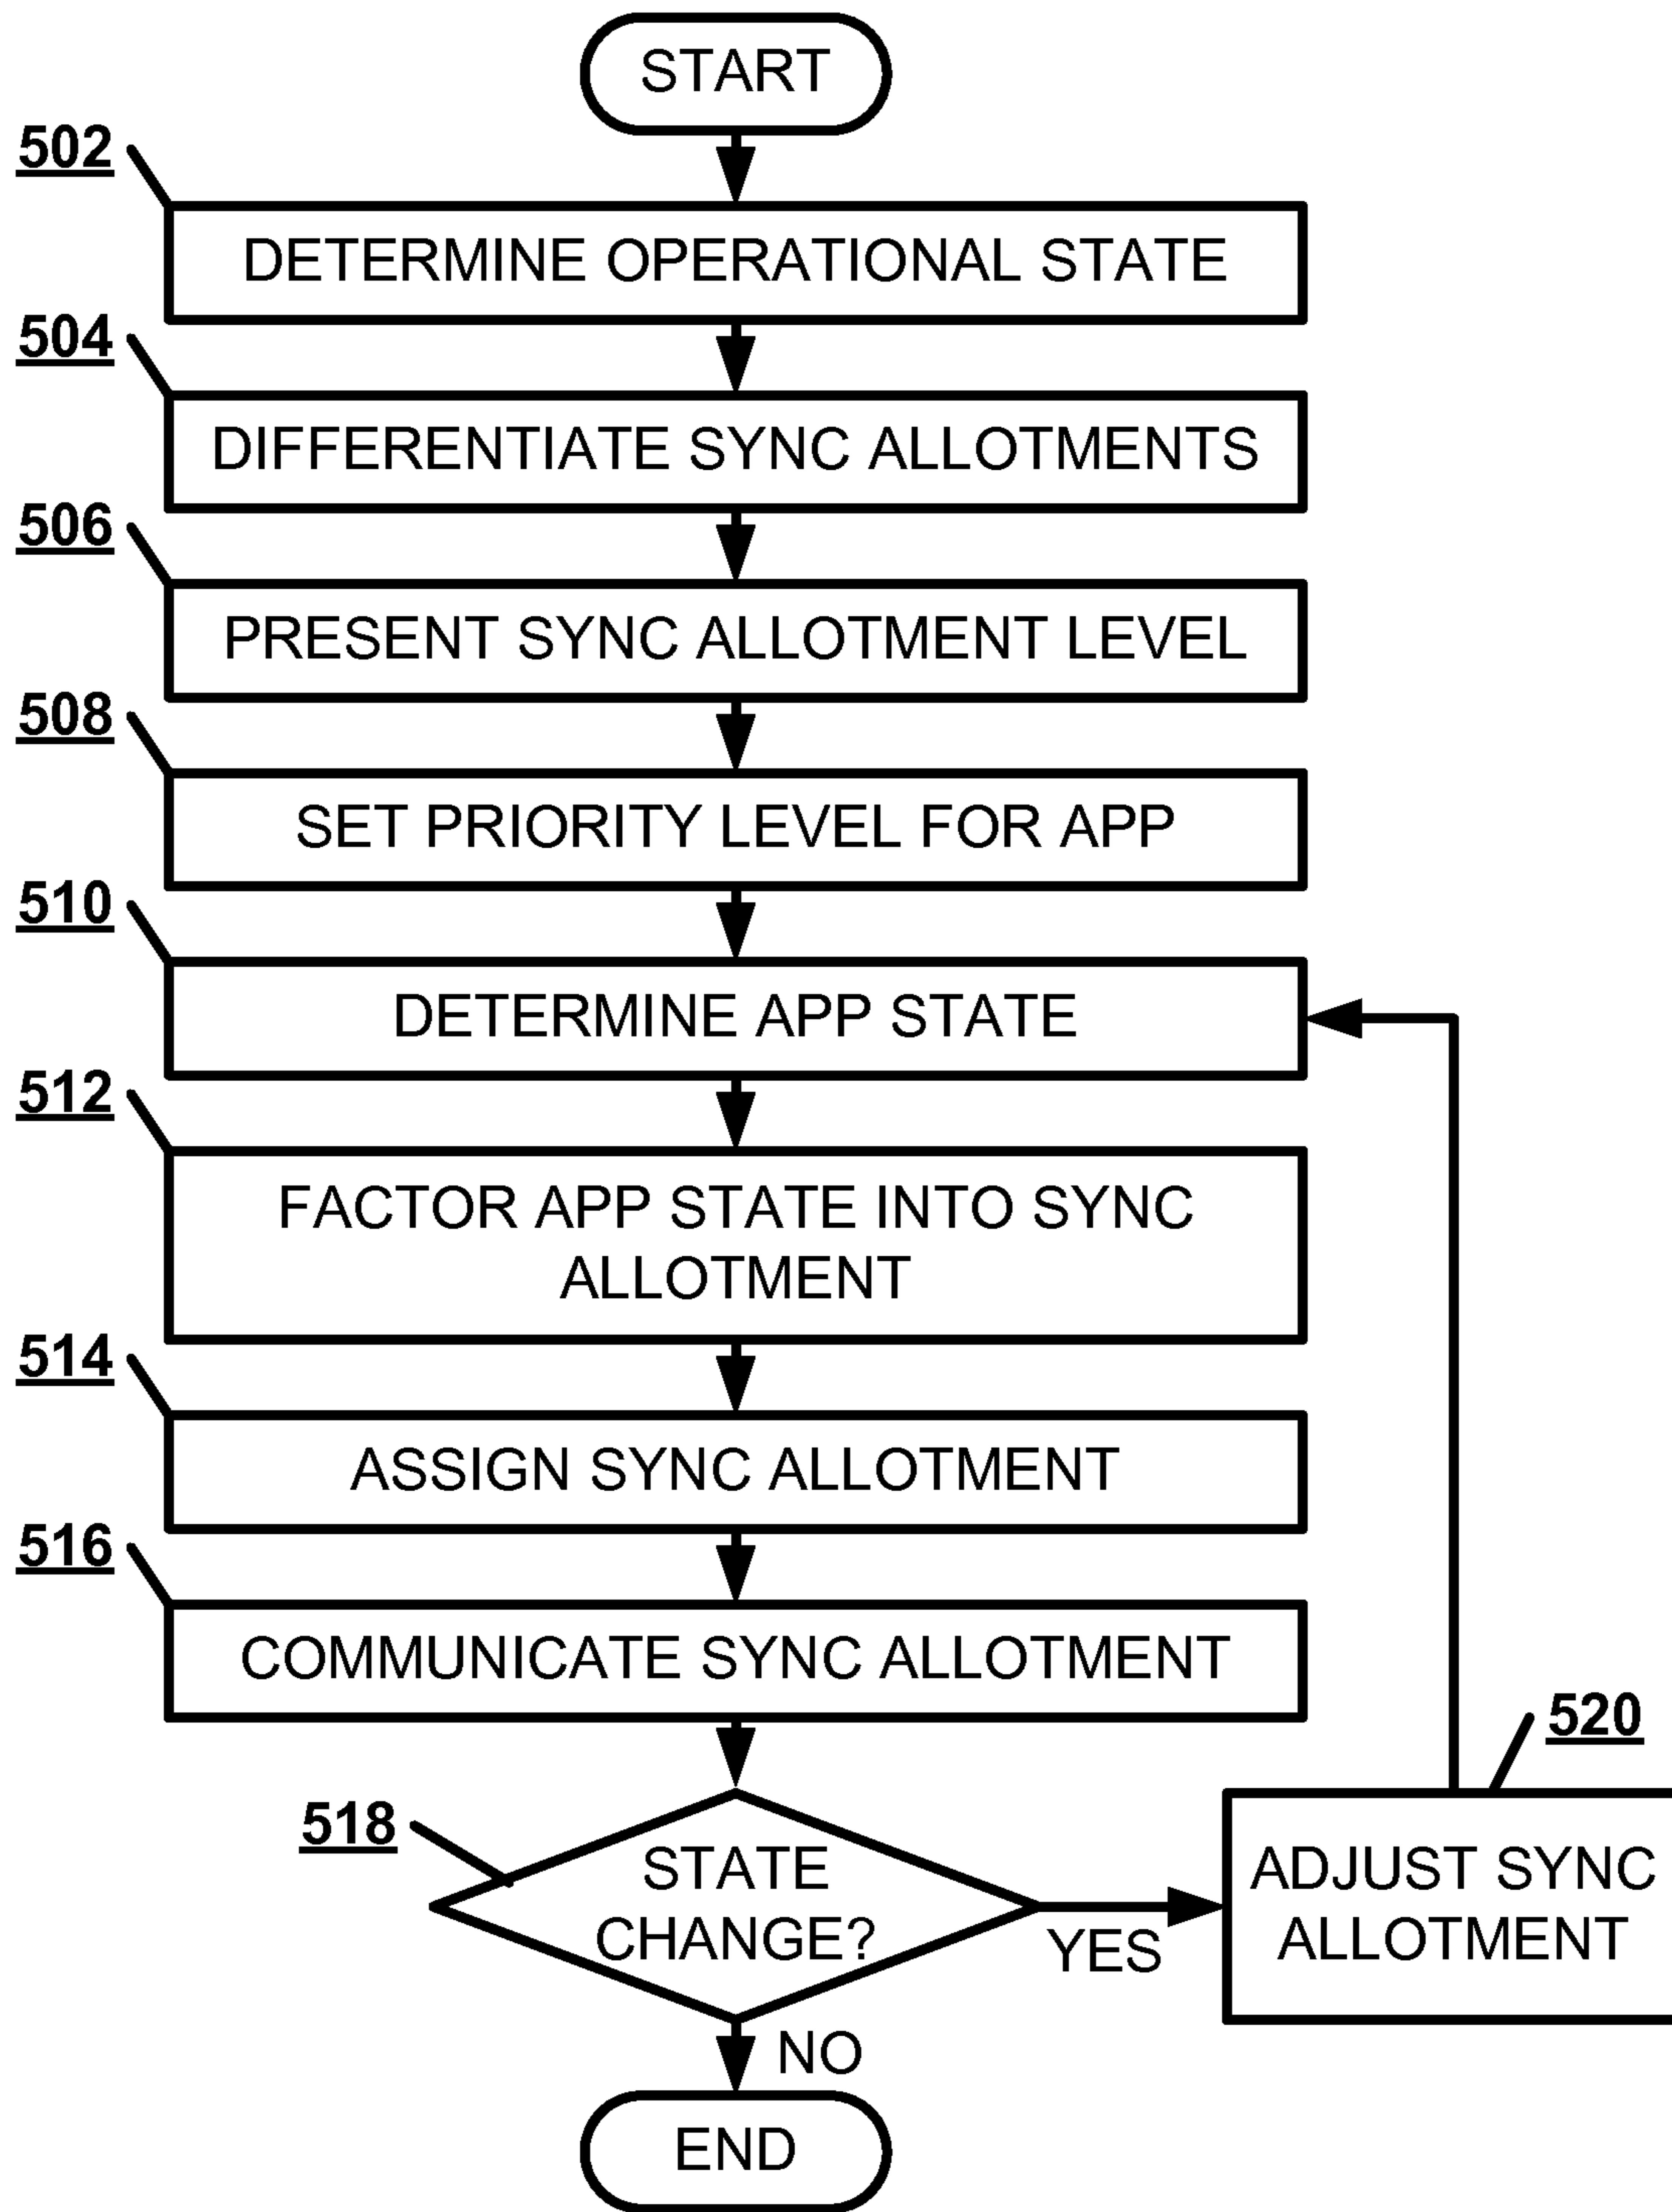 START
502
DETERMINE OPERATIONAL STATE
504
DIFFERENTIATE SYNC ALLOTMENTS
506
PRESENT SYNC ALLOTMENT LEVEL
508
SET PRIORITY LEVEL FOR APP
510
DETERMINE APP STATE
512
FACTOR APP STATE INTO SYNC
ALLOTMENT
514
ASSIGN SYNC ALLOTMENT
516
COMMUNICATE SYNC ALLOTMENT
518
STATE
CHANGE?
YES
520
ADJUST SYNC
ALLOTMENT
NO
END